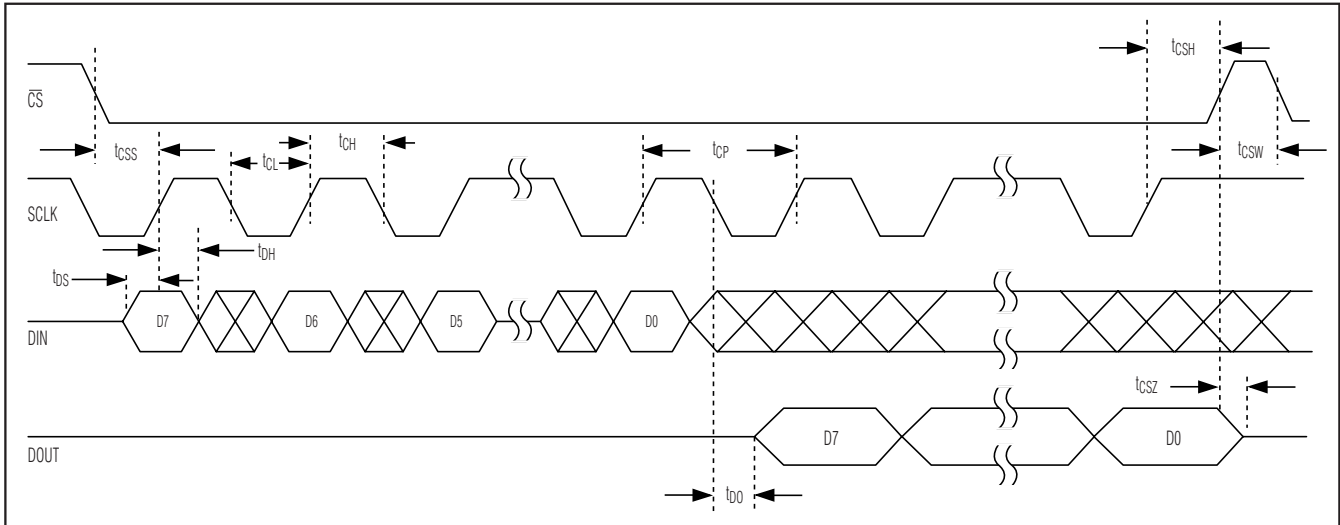 tCSH
CS
tCSS
tCL
tCH
tCP
tCSW
SCLK
tDH
tDS
D7
D6
D5
D0
DIN
tCSZ
D7
D0
DOUT
tDO